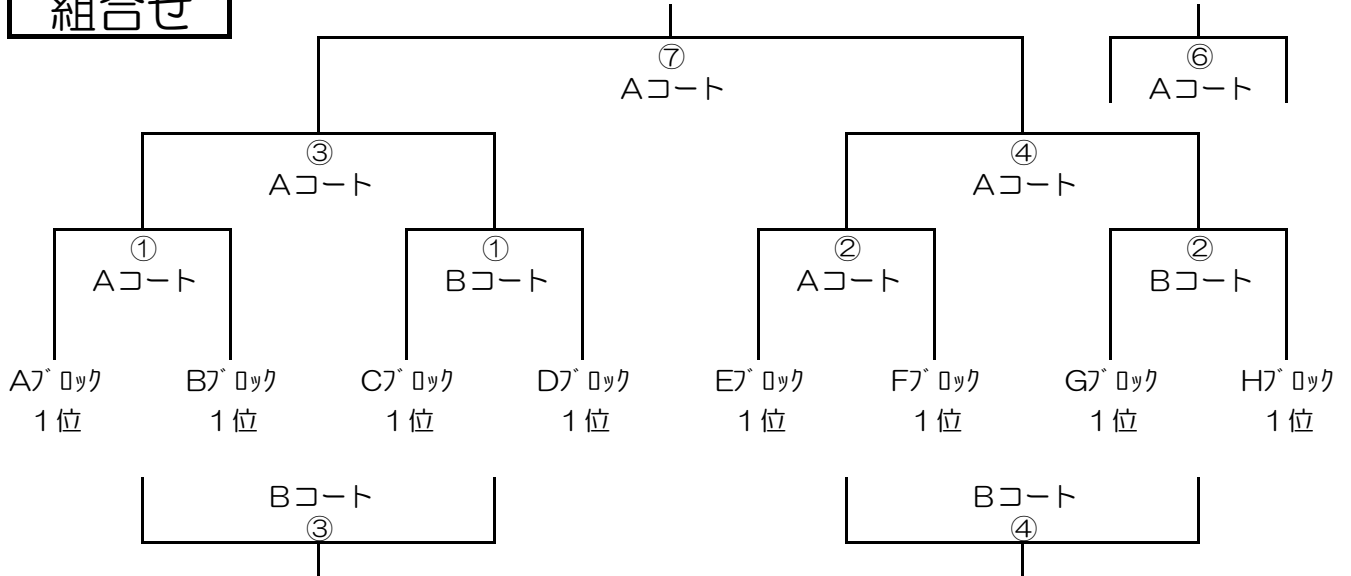 組合せ
⑦ ⑥
Aコート Aコート
③ ④
Aコート Aコート
① ① ② ②
Aコート Bコート Aコート Bコート
Aﾌﾞﾛｯｸ Bﾌﾞﾛｯｸ Cﾌﾞﾛｯｸ Dﾌﾞﾛｯｸ Eﾌﾞﾛｯｸ Fﾌﾞﾛｯｸ Gﾌﾞﾛｯｸ Hﾌﾞﾛｯｸ
１位 １位 １位 １位 １位 １位 １位 １位
Bコート Bコート
③ ④